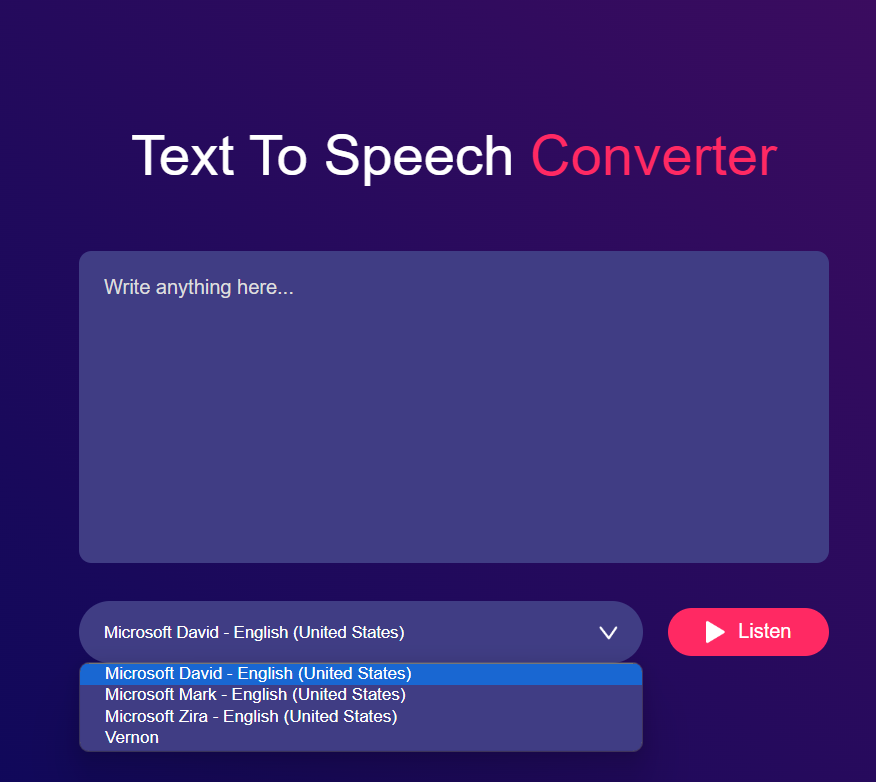 Text To Speech Converter
Write anything here...
Microsoft David - English (United States)
Listen
Microsoft David - English (United States)
Microsoft Mark - English (United States)
Microsoft Zira - English (United States)
Vernon